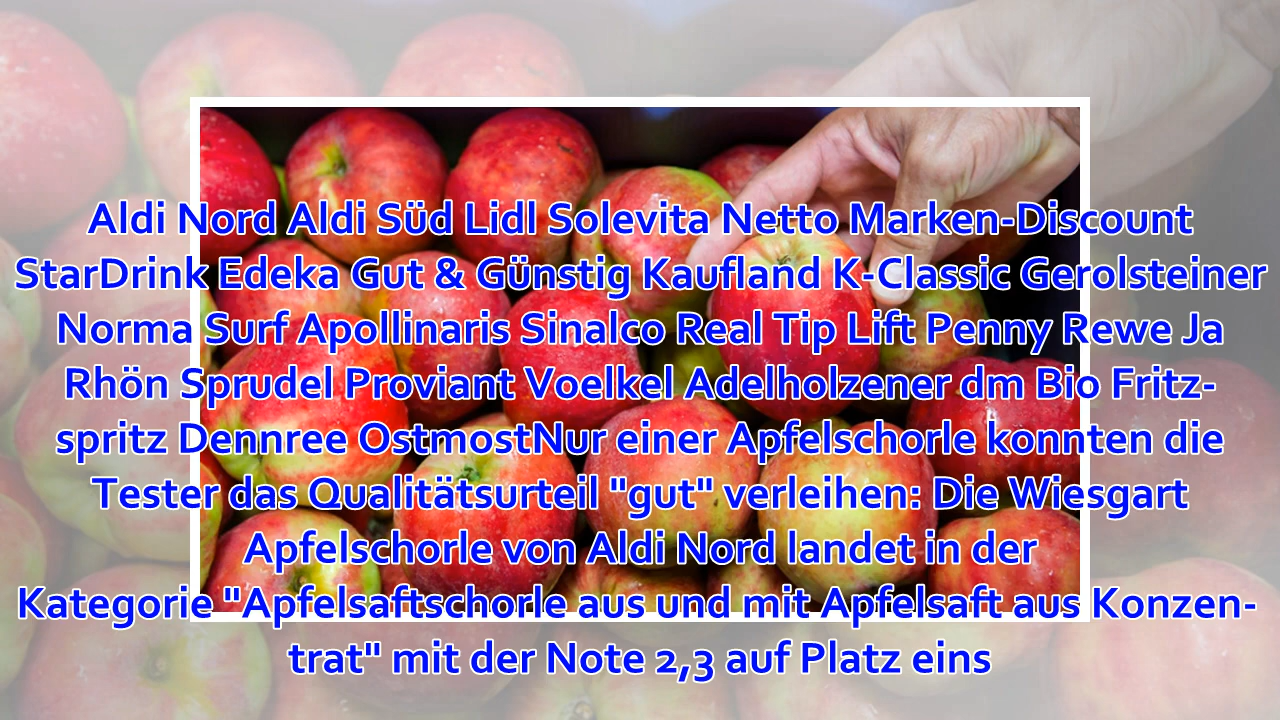 Aldi Nord Aldi Süd Lidl Solevita Netto Marken-Discount
StarDrink Edeka Gut & Günstig Kaufland K-Classic Gerolsteiner
Norma Surf Apollinaris Sinalco Real Tip Lift Penny Rewe Ja
Rhön Sprudel Proviant Voelkel Adelholzener dm Bio Fritz-
spritz Dennree OstmostNur einer Apfelschorle konnten die
Tester das Qualitätsurteil "gut" verleihen: Die Wiesgart
Apfelschorle von Aldi Nord landet in der
Kategorie "Apfelsaftschorle aus und mit Apfelsaft aus Konzen-
trat" mit der Note 2,3 auf Platz eins